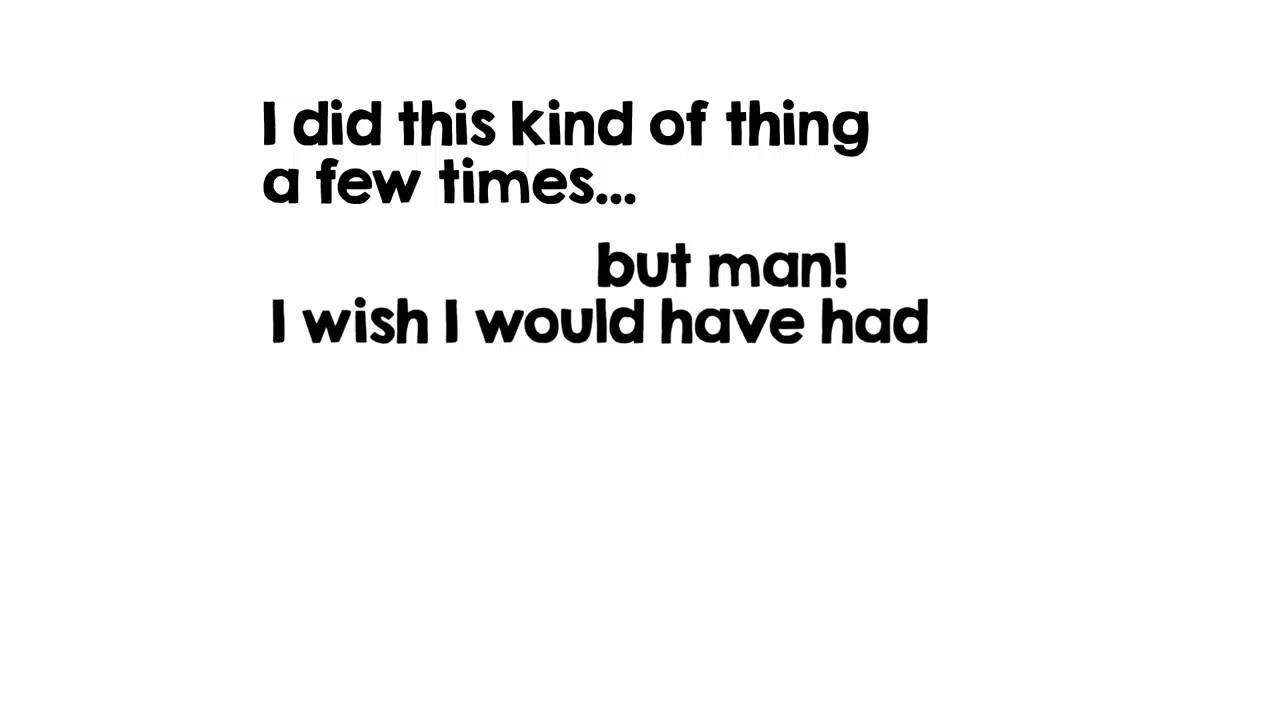 I did this kind of thing
a few times...
but man!
I wish I would have had